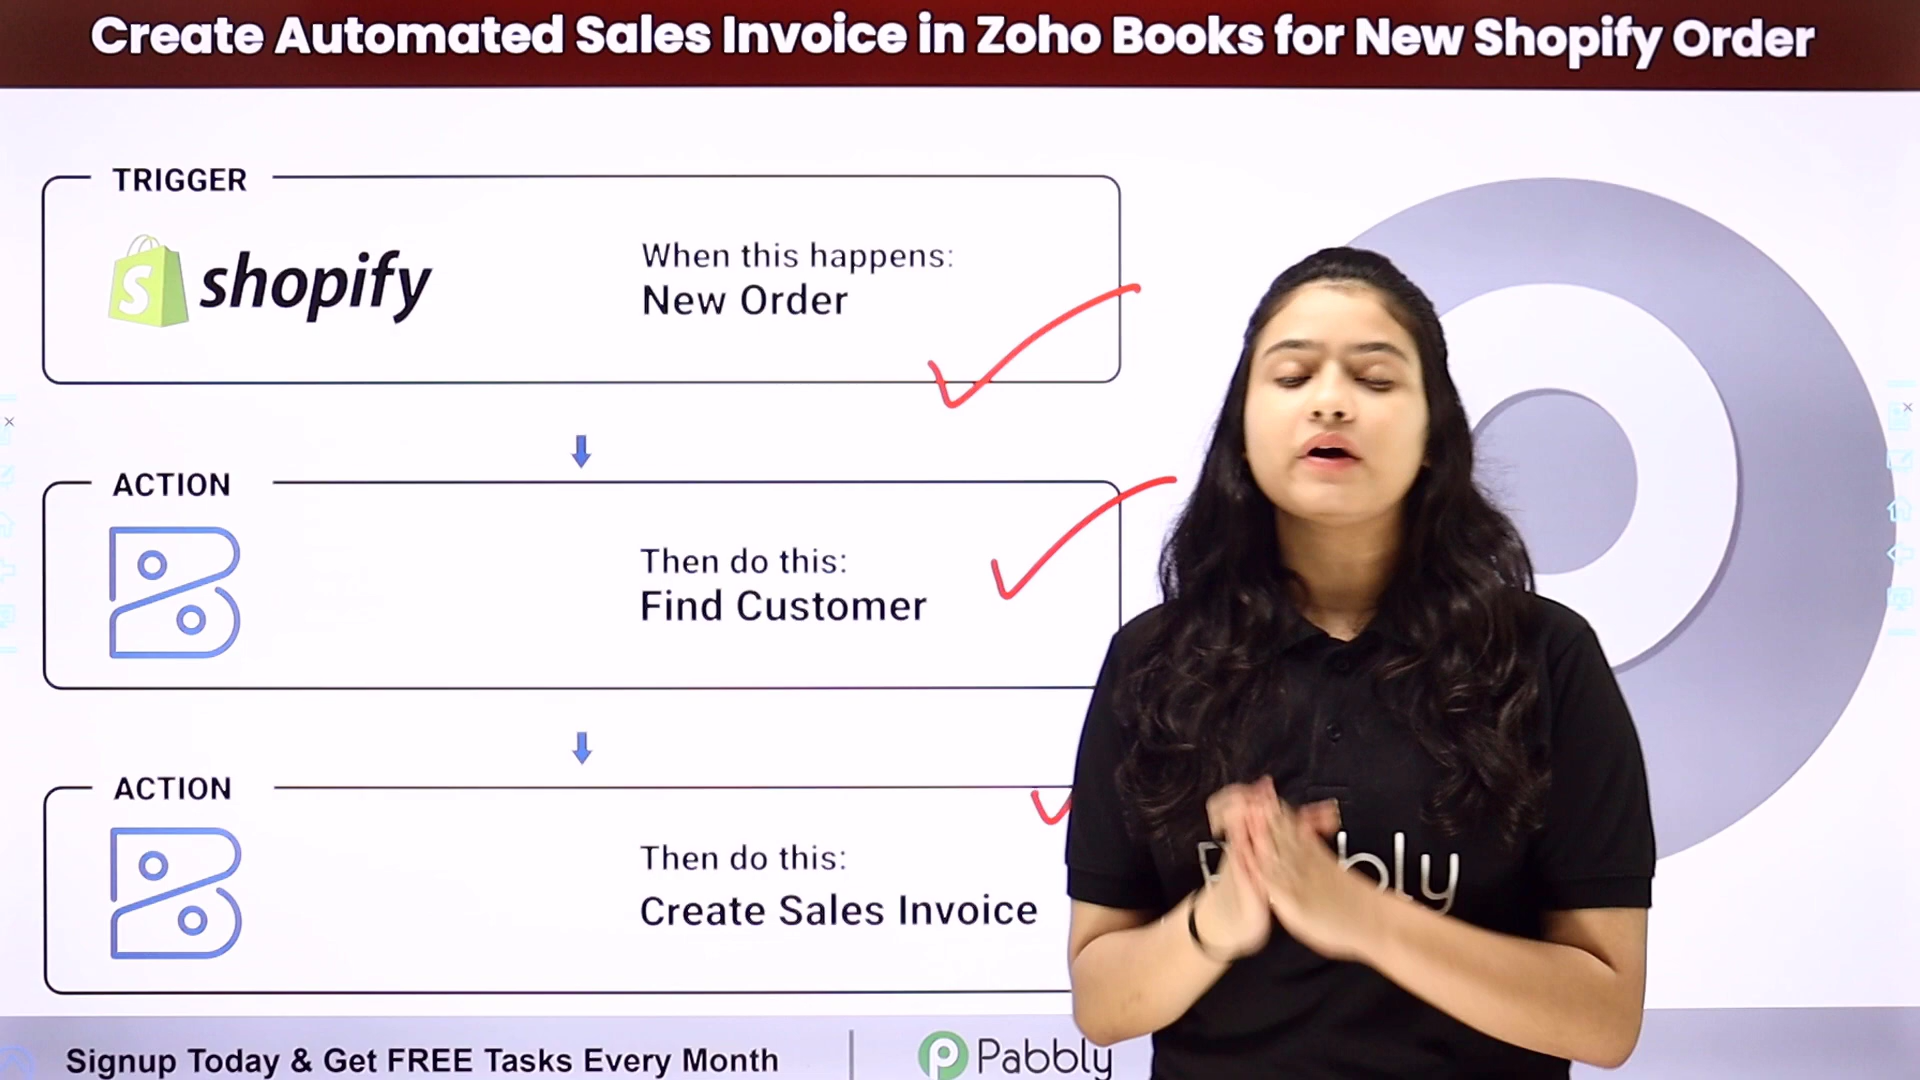 Create Automated Sales Invoice in Zoho Books for New Shopify Order
TRIGGER
shopify
When this happens:
New Order
ACTION
Then do this:
Find Customer
ACTION
Then do this:
Create Sales Invoice
Signup Today & Get FREE Tasks Every Month
Pabbly